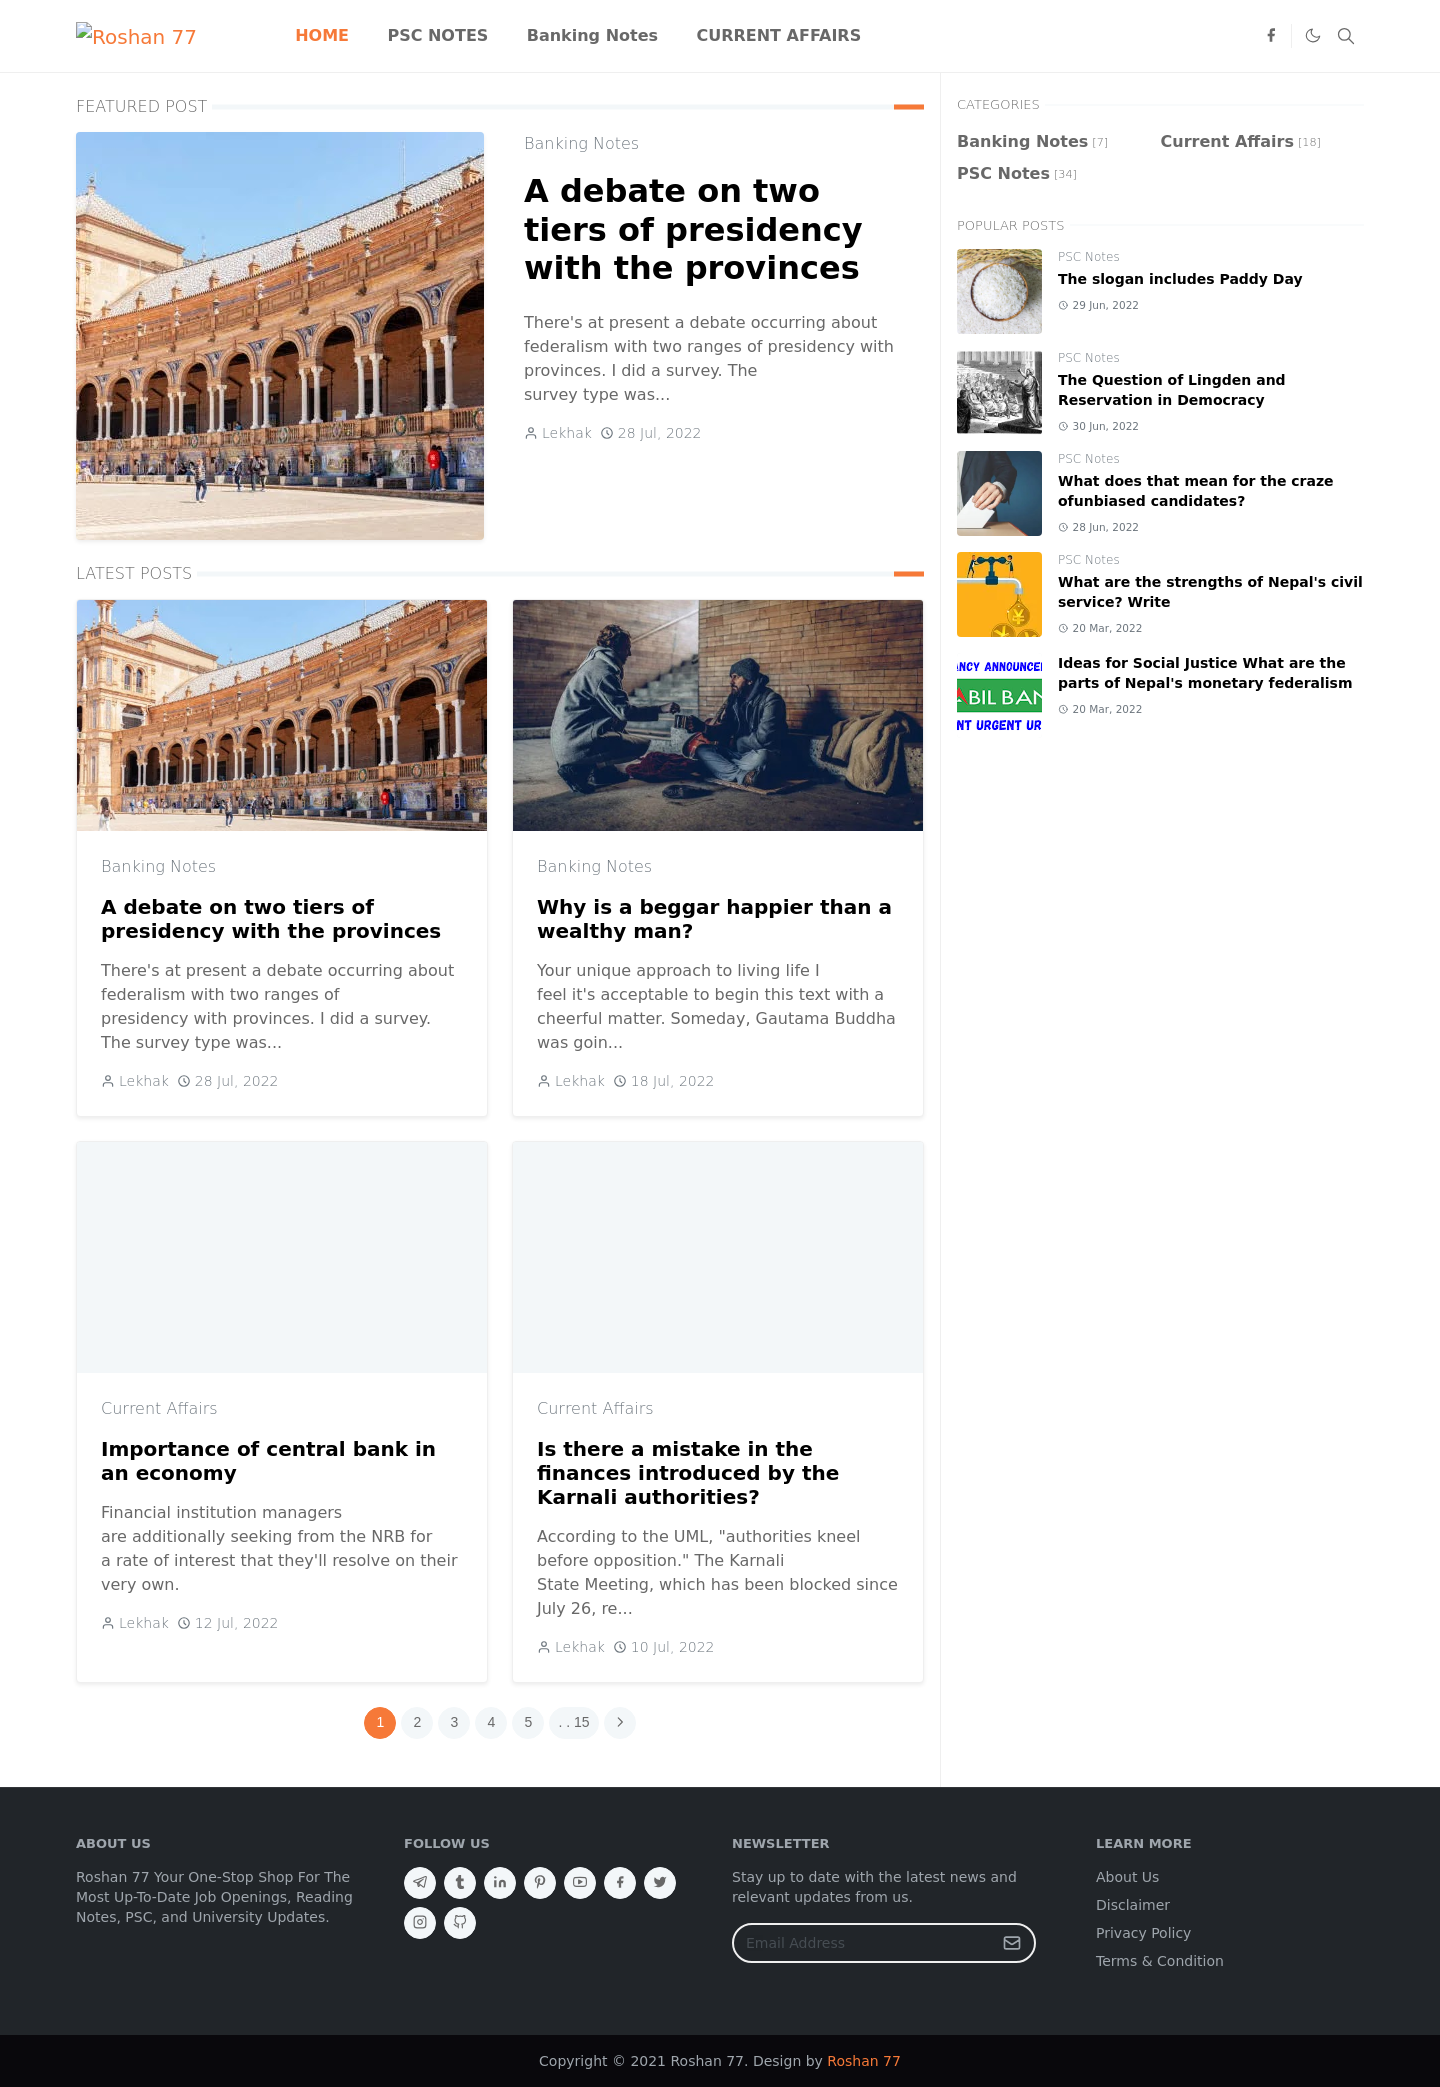 Roshan 77
HOME
PSC NOTES
Banking Notes
CURRENT AFFAIRS
FEATURED POST
Banking Notes
A debate on two
tiers of presidency
with the provinces
There's at present a debate occurring about
federalism with two ranges of presidency with
provinces. I did a survey. The
survey type was...
Lekhak 28 Jul, 2022
LATEST POSTS
Banking Notes
A debate on two tiers of
presidency with the provinces
There's at present a debate occurring about
federalism with two ranges of
presidency with provinces. I did a survey.
The survey type was...
Lekhak 28 Jul, 2022
Banking Notes
Why is a beggar happier than a
wealthy man?
Your unique approach to living life I
feel it's acceptable to begin this text with a
cheerful matter. Someday, Gautama Buddha
was goin...
Lekhak 18 Jul, 2022
Current Affairs
Importance of central bank in
an economy
Financial institution managers
are additionally seeking from the NRB for
a rate of interest that they'll resolve on their
very own.
Lekhak 12 Jul, 2022
Current Affairs
Is there a mistake in the
finances introduced by the
Karnali authorities?
According to the UML, "authorities kneel
before opposition." The Karnali
State Meeting, which has been blocked since
July 26, re...
Lekhak 10 Jul, 2022
1 2 3 4 5 . . 15
CATEGORIES
Banking Notes [7] Current Affairs [18]
PSC Notes [34]
POPULAR POSTS
PSC Notes
The slogan includes Paddy Day
29 Jun, 2022
PSC Notes
The Question of Lingden and
Reservation in Democracy
30 Jun, 2022
PSC Notes
What does that mean for the craze
ofunbiased candidates?
28 Jun, 2022
PSC Notes
What are the strengths of Nepal's civil
service? Write
20 Mar, 2022
ANCY ANNOUNCE
ABIL BAN
NT URGENT UR
Ideas for Social Justice What are the
parts of Nepal's monetary federalism
20 Mar, 2022
ABOUT US
Roshan 77 Your One-Stop Shop For The
Most Up-To-Date Job Openings, Reading
Notes, PSC, and University Updates.
FOLLOW US
NEWSLETTER
Stay up to date with the latest news and
relevant updates from us.
Email Address
LEARN MORE
About Us
Disclaimer
Privacy Policy
Terms & Condition
Copyright © 2021 Roshan 77. Design by Roshan 77